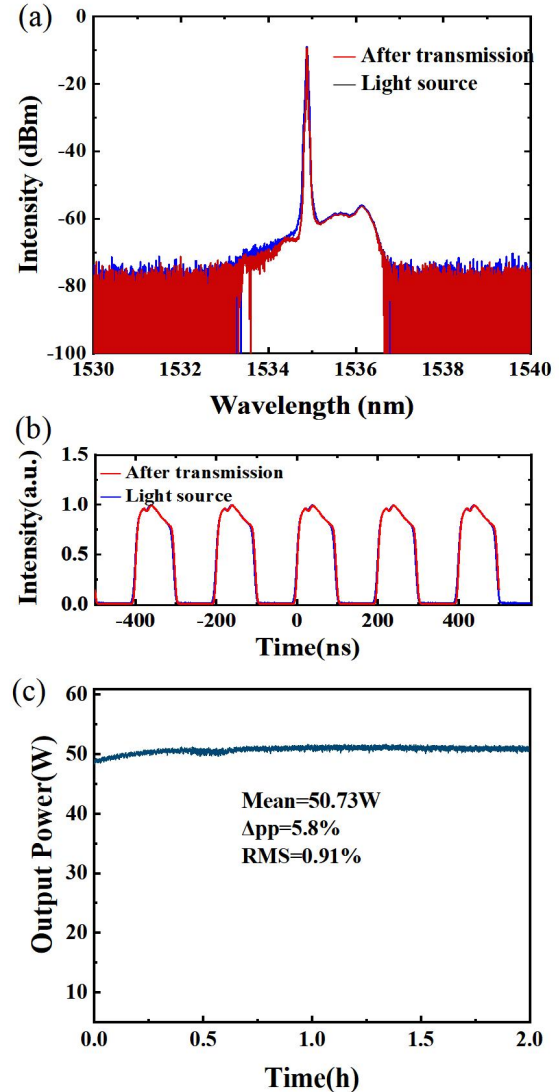 (a)
0
-20
-40
-60
-80
-100
Intensity (dBm)
After transmission
Light source
1530 1532 1534 1536 1538 1540
Wavelength (nm)
(b)
1.5
1.0
0.5
0.0
Intensity(a.u.)
After transmission
Light source
-400 -200 0 200 400
Time(ns)
(c)
60
50
40
30
20
10
Output Power(W)
Mean=50.73W
Δpp=5.8%
RMS=0.91%
0.0 0.5 1.0 1.5 2.0
Time(h)